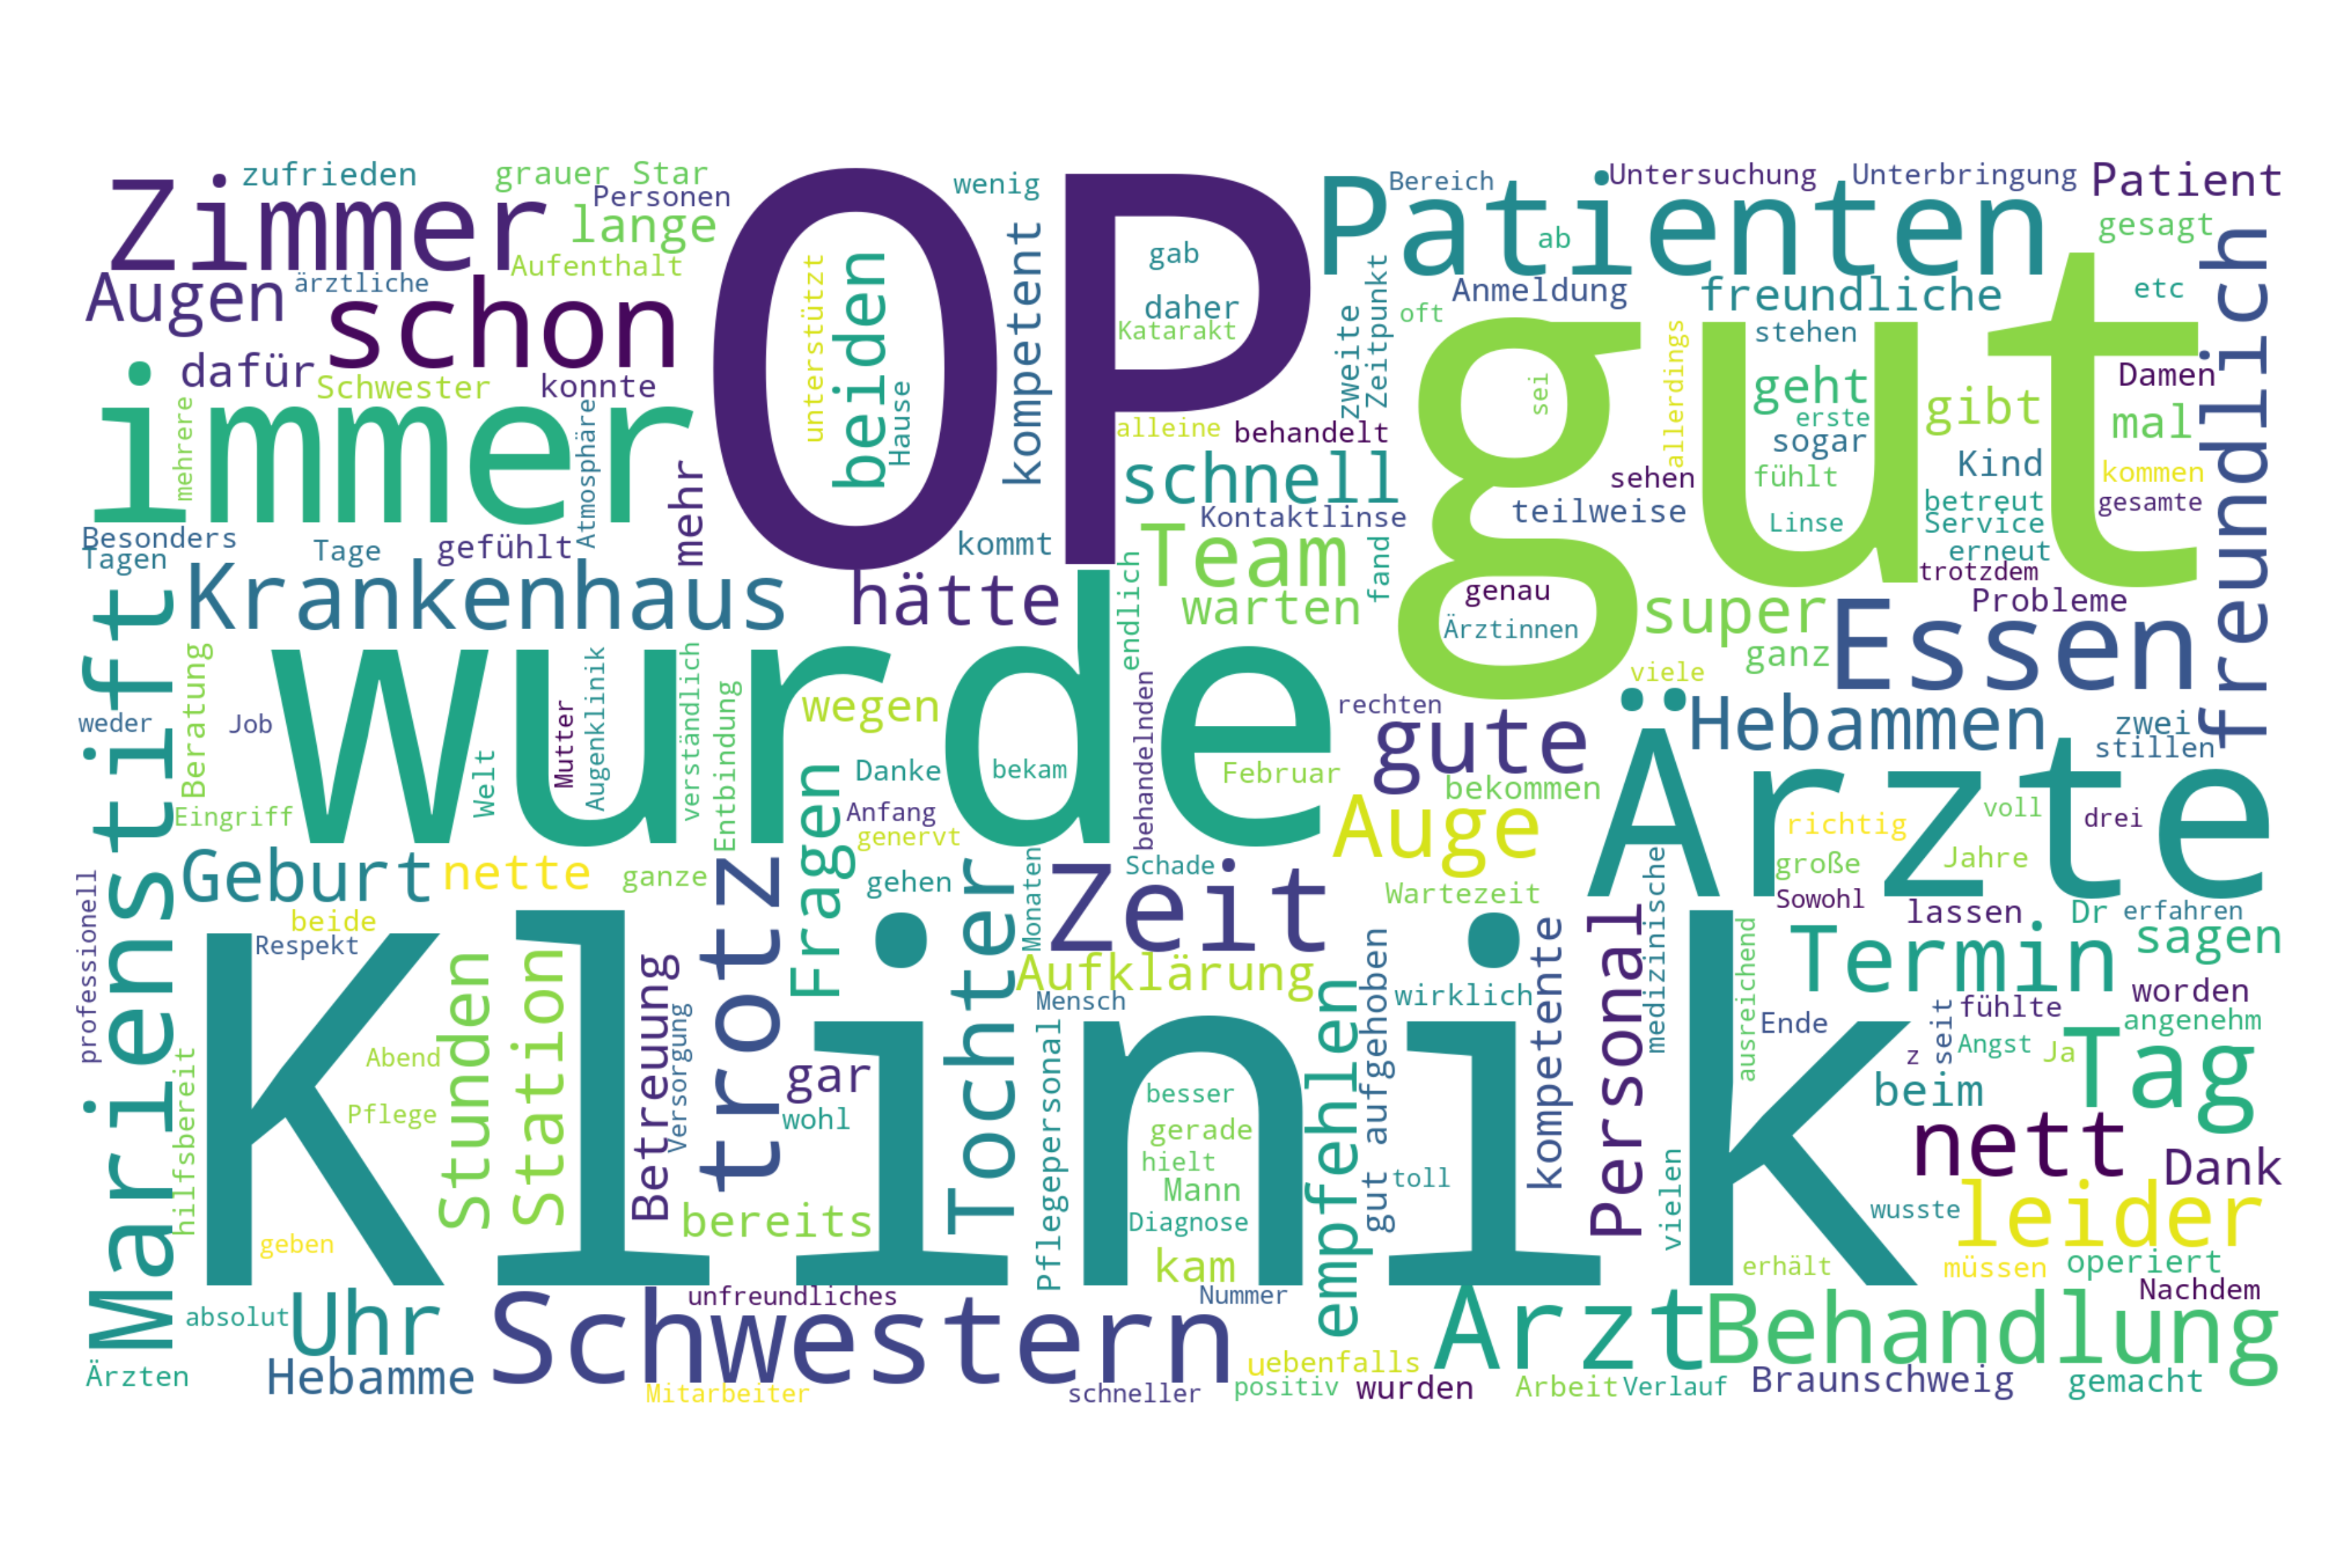 Zimmer
zufrieden
grauer Star
Personen
lange
Aufenthalt
Augen
ärztliche
schon
dafür
Schwester
konnte
immer
mehrere
Atmosphäre
mehr
OP
unterstützt
beiden
Hause
wenig
kompetent
gab
daher
Katarakt
alleine
behandelt
kommt
Patienten
Bereich
ab
Untersuchung
Unterbringung
Patient
gesagt
Anmeldung
freundliche
etc
freundlich
zweite
Zeitpunkt
oft
gut
sei
allerdings
stehen
geht
erste
sogar
gibt
Damen
mal
sehen
fühlt
Kind
kommen
schnell
Kontaktlinse
teilweise
Linse
betreut
Service
gesamte
erneut
trotzdem
Besonders
Tagen
Tage
gefühlt
Krankenhaus
hätte
Team
warten
endlich
fand
genau
Ärztinnen
super
Probleme
Essen
ganz
viele
Marienstift
Beratung
weder
Job
wurde
Welt
Mutter
Augenklinik
verständlich
Entbindung
wegen
Danke
bekam
behandelnden
Februar
rechten
gute
Hebammen
zwei
stillen
bekommen
Eingriff
Fragen
Anfang
genervt
Auge
Ärzte
richtig
voll
drei
Geburt
nette
ganze
trotz
gehen
Tochter
Monaten
Zeit
Schade
Wartezeit
medizinische
große
Jahre
Sowohl
lassen
Dr
erfahren
professionell
beide
Respekt
Klinik
Stunden
Station
Betreuung
Versorgung
Aufklärung
Mensch
empfehlen
gut aufgehoben
wirklich
kompetente
Personal
ausreichend
Termin
sagen
worden
fühlte
seit
Ende
angenehm
z
Angst
Ja
Tag
hilfsbereit
Abend
Pflege
gar
wohl
Pflegepersonal
besser
gerade
hielt
Mann
toll
beim
nett
Dank
vielen
wusste
leider
bereits
Diagnose
geben
kam
erhält
müssen
operiert
absolut
Uhr
Schwestern
unfreundliches
Nummer
Arzt
Behandlung
Nachdem
Ärzten
Hebamme
Mitarbeiter
schneller
u
ebenfalls
positiv
wurden
Arbeit
Verlauf
Braunschweig
gemacht